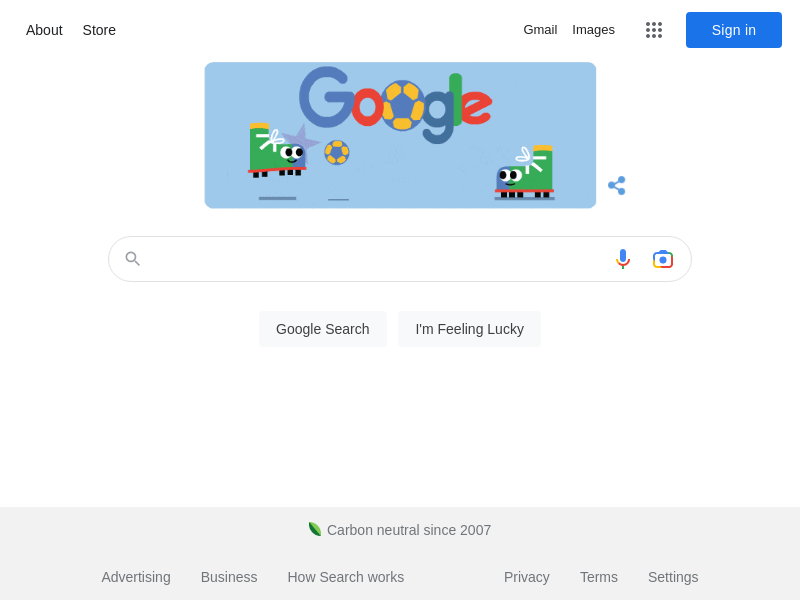 About Store Gmail Images Sign in
Google
Google Search I'm Feeling Lucky
Carbon neutral since 2007
Advertising Business How Search works Privacy Terms Settings